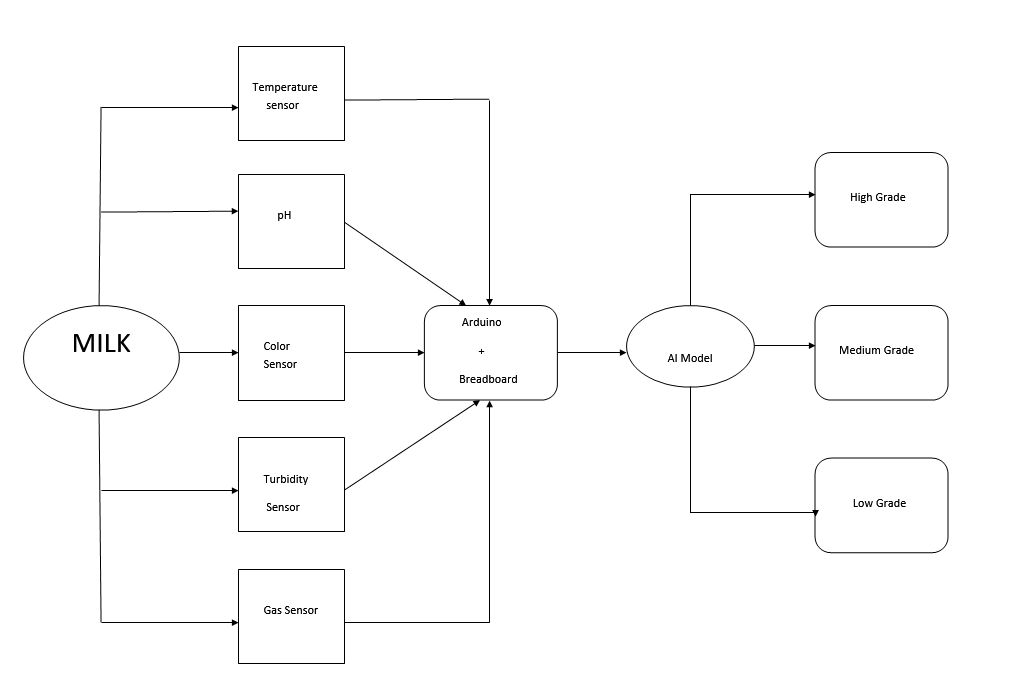 Temperature
sensor
pH
MILK
Color
Sensor
Turbidity
Sensor
Gas Sensor
Arduino
+
Breadboard
AI Model
High Grade
Medium Grade
Low Grade